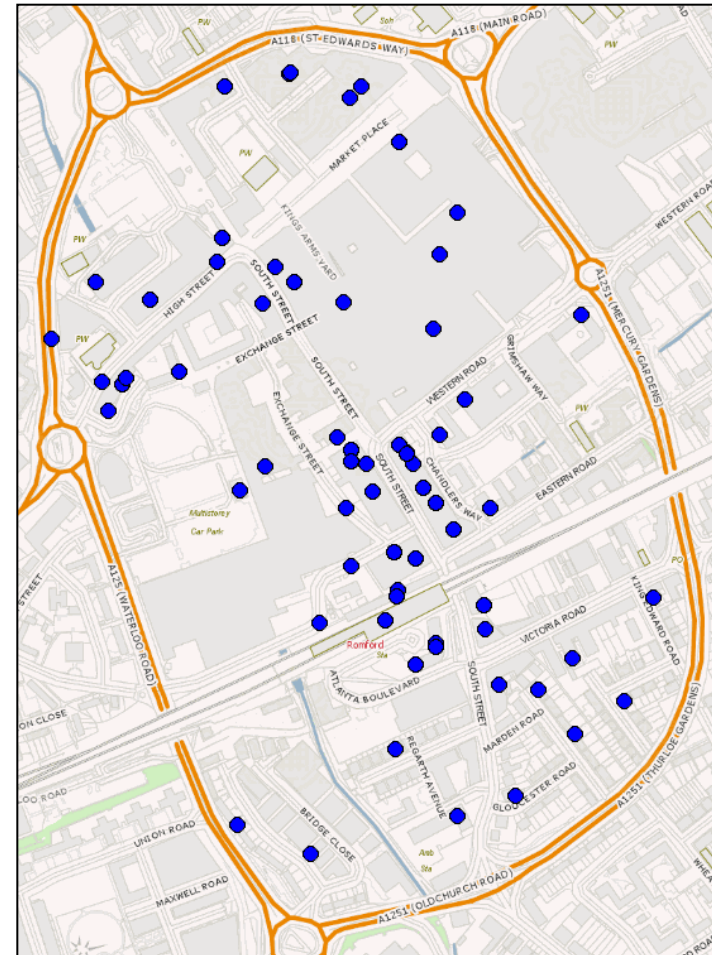 Sch
A118 (MAIN ROAD)
A118 (ST EDWARDS WAY)
PW
PW
PW
MARKET PLACE
WESTERN ROAD
KINGS ARMS YARD
PW
SOUTH STREET
HIGH STREET
A1251 (MERCURY GARDENS)
PW
EXCHANGE STREET
GRIMSHAW WAY
SOUTH STREET
WESTERN ROAD
EXCHANGE STREET
PW
SOUTH STREET
CHANDLERS WAY
EASTERN ROAD
Multistorey
Car Park
STREET
A125 (WATERLOO ROAD)
PO
KING EDWARD ROAD
VICTORIA ROAD
Romford
Sta
ATLANTA BOULEVARD
SOUTH STREET
ON CLOSE
MARDEN ROAD
REGARTH AVENUE
A1251 (THURLOE GARDENS)
LOO ROAD
GLOUCESTER ROAD
BRIDGE CLOSE
UNION ROAD
Amb
Sta
MAXWELL ROAD
A1251 (OLDCHURCH ROAD)
ROAD